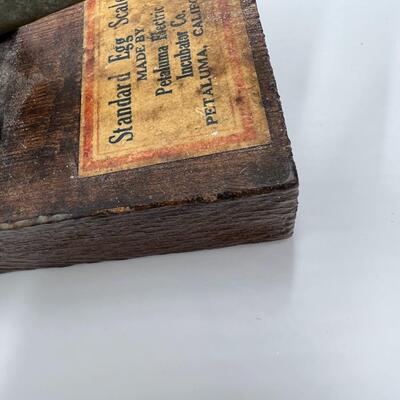 Standard Egg Scale
MADE BY
Petaluma Electric
Incubator Co.
PETALUMA, CALIF